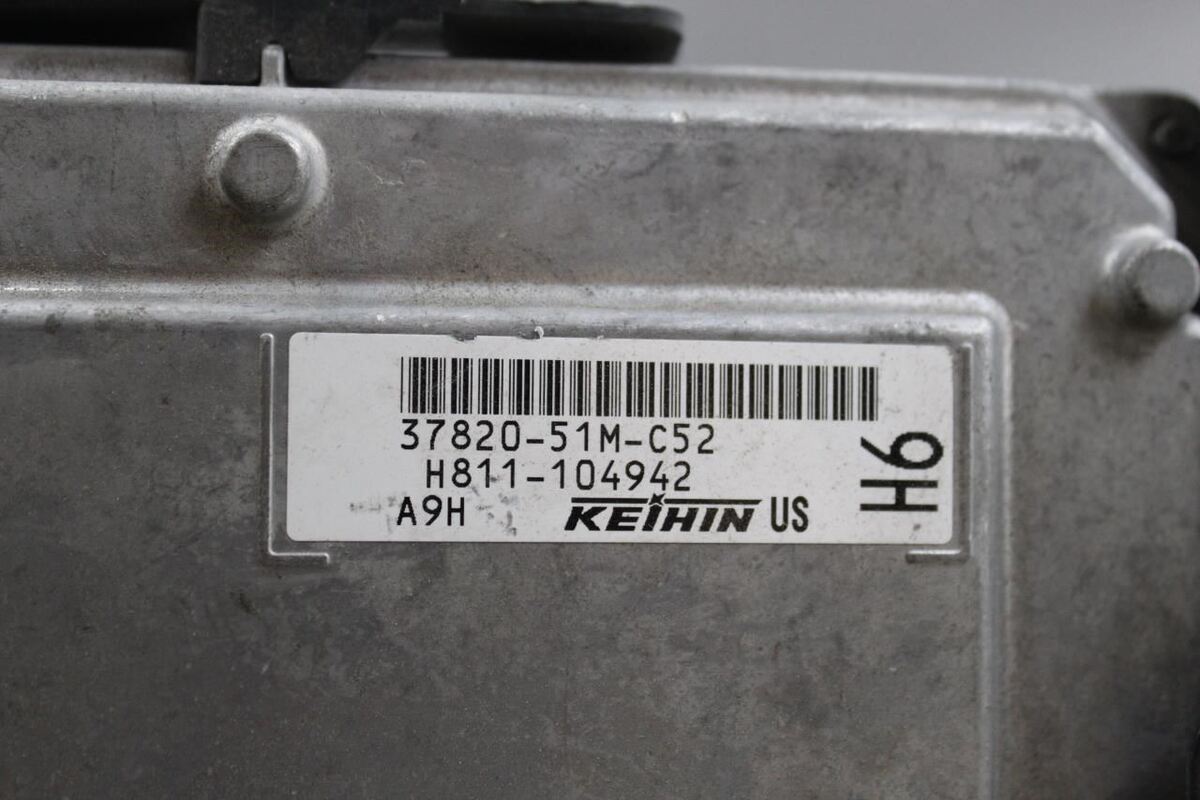 37820-51M-C52
H811-104942
A9H KEIHIN US
H6